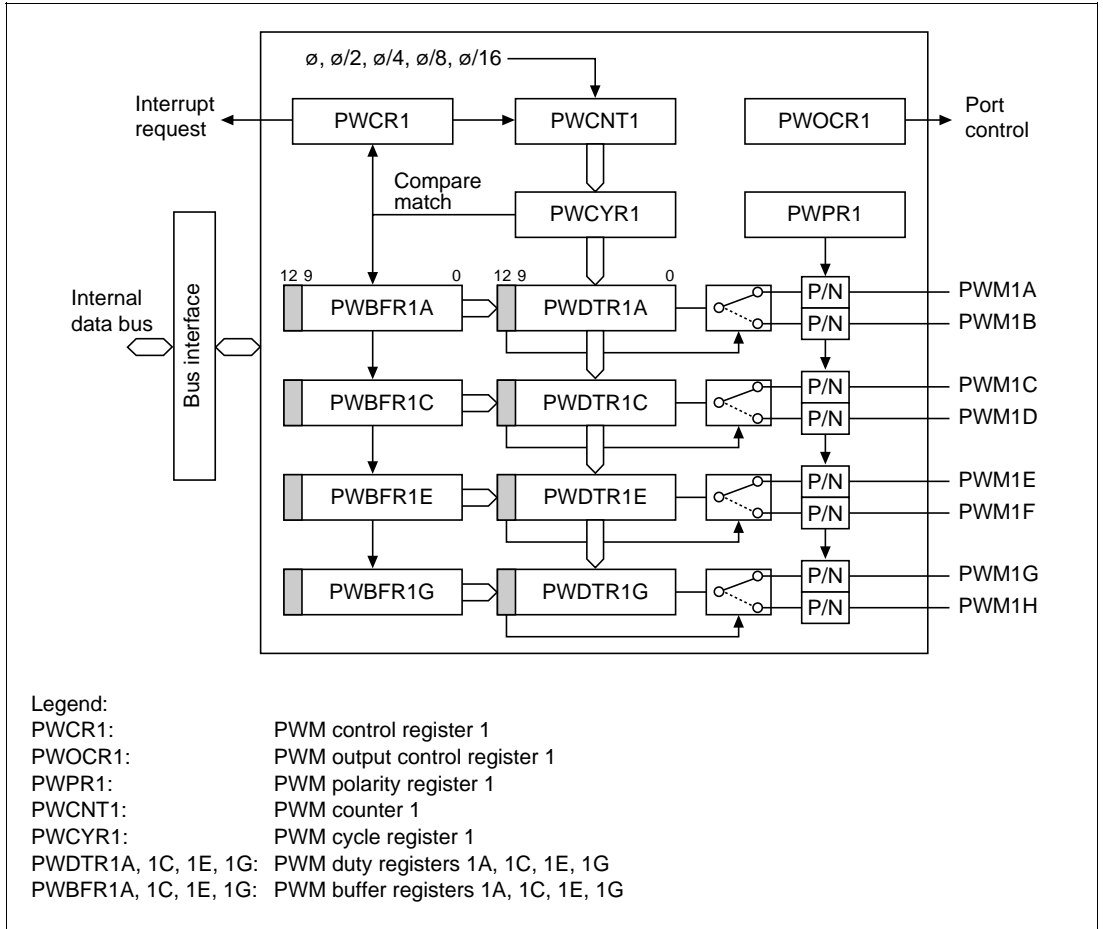 ø, ø/2, ø/4, ø/8, ø/16
Interrupt request
PWCR1
PWCNT1
PWOCR1
Port control
Compare match
PWCYR1
PWPR1
Internal data bus
Bus interface
12 9 0
12 9 0
PWBFR1A
PWDTR1A
P/N
PWM1A
P/N
PWM1B
PWBFR1C
PWDTR1C
P/N
PWM1C
P/N
PWM1D
PWBFR1E
PWDTR1E
P/N
PWM1E
P/N
PWM1F
PWBFR1G
PWDTR1G
P/N
PWM1G
P/N
PWM1H
Legend:
PWCR1: PWM control register 1
PWOCR1: PWM output control register 1
PWPR1: PWM polarity register 1
PWCNT1: PWM counter 1
PWCYR1: PWM cycle register 1
PWDTR1A, 1C, 1E, 1G: PWM duty registers 1A, 1C, 1E, 1G
PWBFR1A, 1C, 1E, 1G: PWM buffer registers 1A, 1C, 1E, 1G